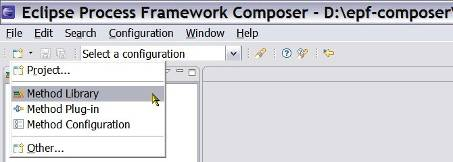 Eclipse Process Framework Composer - D:\epf-composer\
File Edit Search Configuration Window Help
Select a configuration
Project...
Method Library
Method Plug-in
Method Configuration
Other...